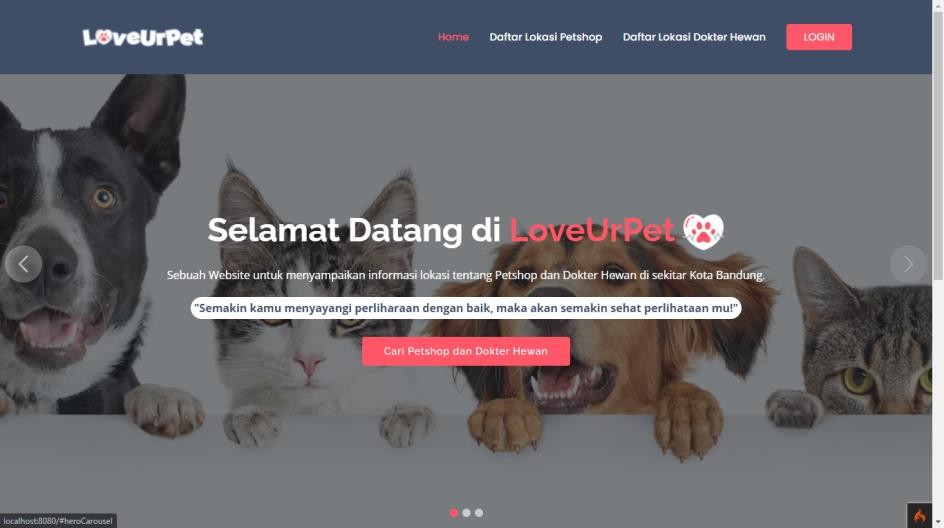 LoveUrPet
Home
Daftar Lokasi Petshop
Daftar Lokasi Dokter Hewan
LOGIN
Selamat Datang di LoveUrPet
Sebuah Website untuk menyampaikan informasi lokasi tentang Petshop dan Dokter Hewan di sekitar Kota Bandung.
"Semakin kamu menyayangi perliharaan dengan baik, maka akan semakin sehat perlihataan mu!"
Cari Petshop dan Dokter Hewan
localhost:8080/#heroCarousel